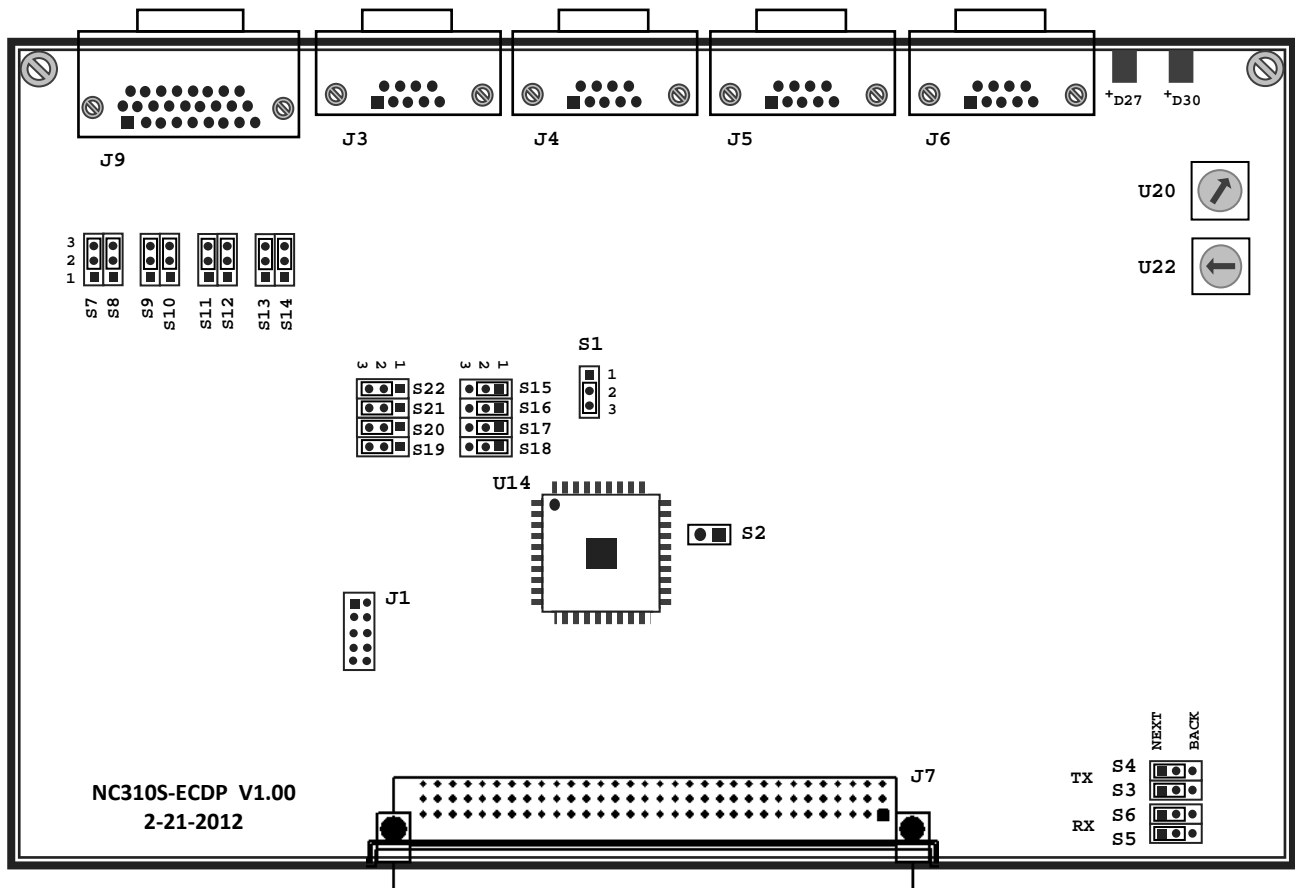 J9
J3
J4
J5
J6
+D27
+D30
U20
U22
3
2
1
S7
S8
S9
S10
S11
S12
S13
S14
S1
1
2
3
3 2 1
S22
S21
S20
S19
3 2 1
S15
S16
S17
S18
U14
S2
J1
J7
NC310S-ECDP V1.00
2-21-2012
NEXT
BACK
TX
S4
S3
RX
S6
S5